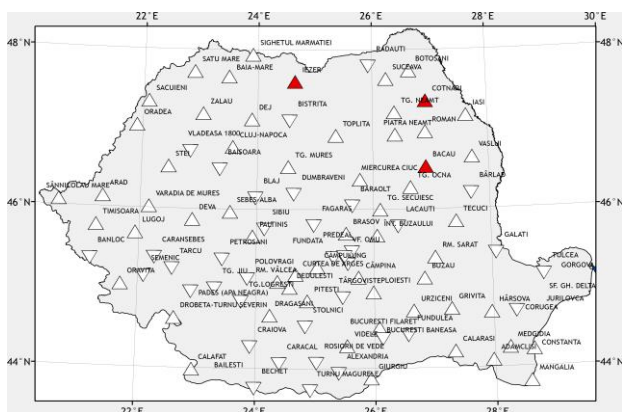 22°E 24°E 26°E 28°E 30°E
48°N 48°N
SIGHETUL MARMATIEI
RADAUTI BOTOSANI
SATU MARE IEZER SUCEAVA
BAIA-MARE
SACUIENI COTNARI
ZALAU BISTRITA TG. NEAMT
ORADEA DEJ PIATRA NEAMT ROMAN IASI
VLADEASA 1800 CLUJ-NAPOCA TOPLITA
STEI BAISOARA VASLUI
TG. MURES BACAU
DUMBRAVENI MIERCUREA CIUC
SÂNNICOLAU MARE ARAD BLAJ TG. OCNA BÂRLAD
46°N BARAOLT 46°N
VARADIA DE MURES SEBES-ALBA TG. SECUIESC
TIMISOARA DEVA SIBIU FAGARAS LACAUTI TECUCI
LUGOJ PALTINIS BRASOV INT. BUZAULUI
BANLOC CARANSEBES PETROSANI FUNDATA PREDEAL GALATI
VF. OMU RM. SARAT
SEMENIC TARCU POLOVRAGI CÂMPULUNG TULCEA
ORAVITA TG. JIU RM. VÂLCEA CURTEA DE ARGES CÂMPINA BUZAU GORGOVA
TG.LOGRESTI DEDULESTI TÂRGOVISTE PLOIESTI
PADES (APA NEAGRA) PITESTI SF. GH. DELTA
DROBETA-TURNU SEVERIN DRAGASANI URZICENI GRIVITA HÂRSOVA JURILOVCA
STOLNICI FUNDULEA CORUGEA
CRAIOVA BUCURESTI FILARET
CARACAL VIDELE BUCURESTI BANEASA MEDGIDIA
ROSIORII DE VEDE CALARASI ADAMCLISI CONSTANTA
44°N CALAFAT ALEXANDRIA 44°N
BAILESTI GIURGIU
BECHET TURNU MAGURELE MANGALIA
22°E 24°E 26°E 28°E